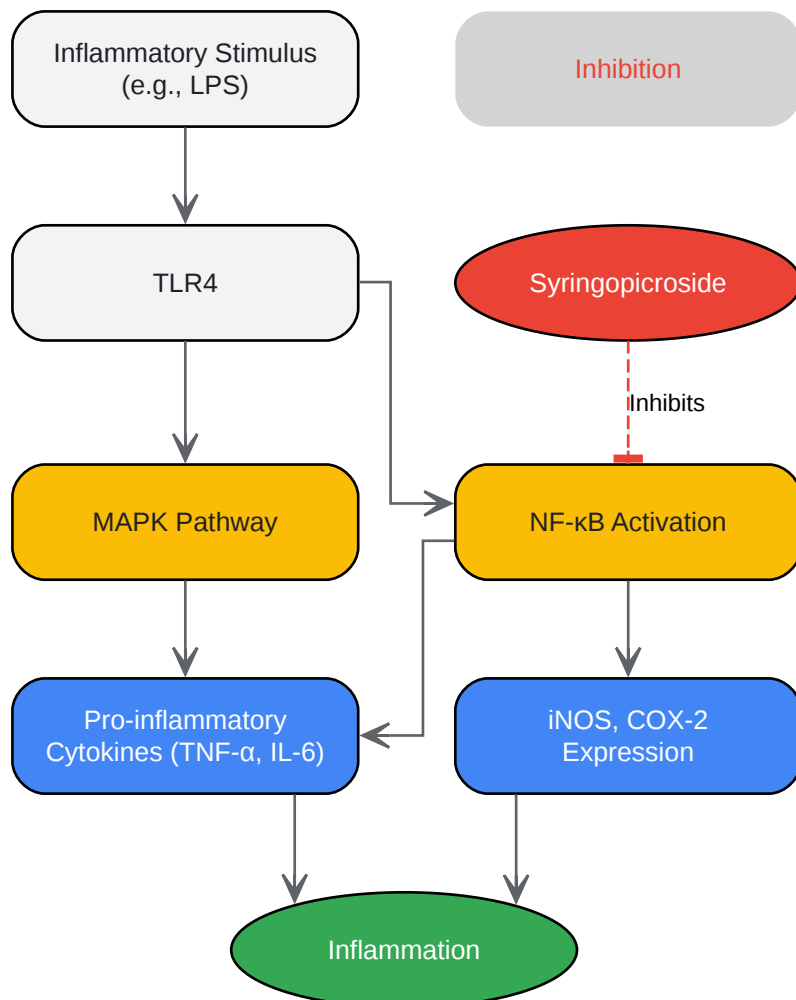 Inflammatory Stimulus
(e.g., LPS)
Inhibition
TLR4
Syringopicroside
Inhibits
MAPK Pathway
NF-κB Activation
Pro-inflammatory
Cytokines (TNF-α, IL-6)
iNOS, COX-2
Expression
Inflammation